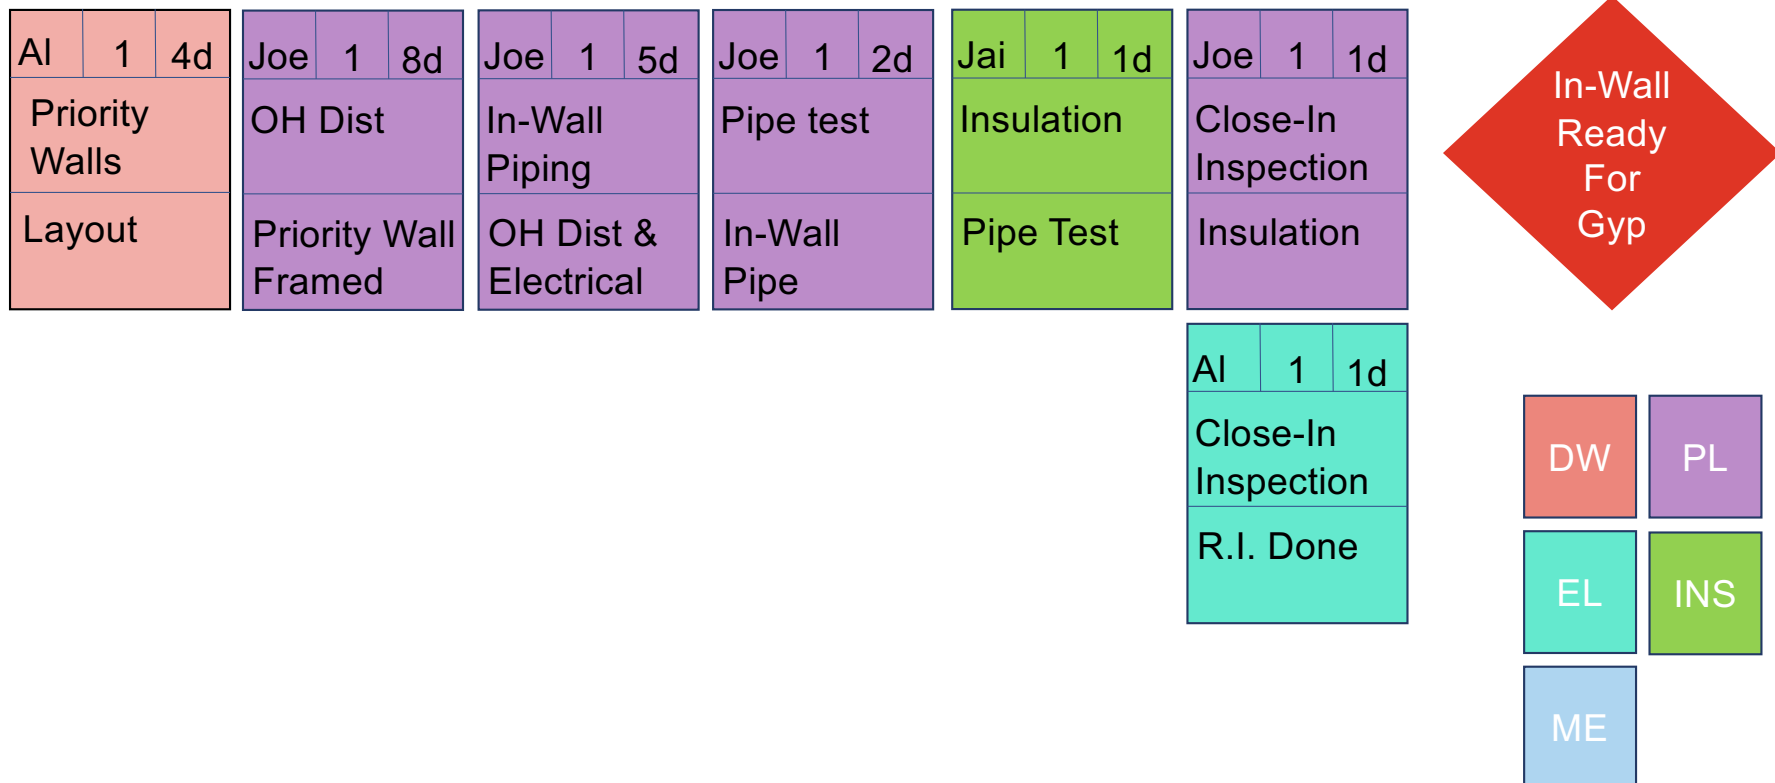 Al 1 4d
Priority
Walls
Layout
Joe 1 8d
OH Dist
Priority Wall
Framed
Joe 1 5d
In-Wall
Piping
OH Dist &
Electrical
Joe 1 2d
Pipe test
In-Wall
Pipe
Jai 1 1d
Insulation
Pipe Test
Joe 1 1d
Close-In
Inspection
Insulation
Al 1 1d
Close-In
Inspection
R.I. Done
In-Wall
Ready
For
Gyp
DW PL
EL INS
ME